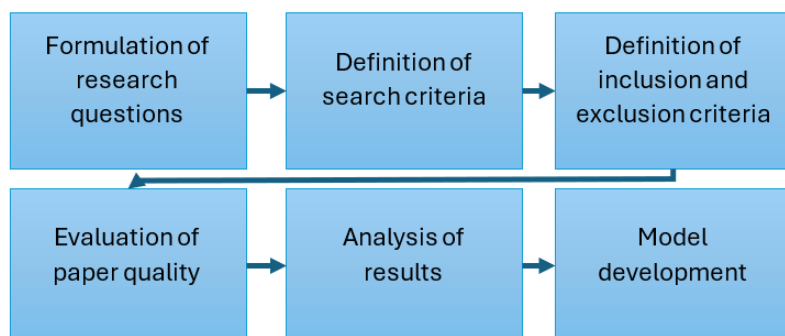 Formulation of
research
questions
Definition of
search criteria
Definition of
inclusion and
exclusion criteria
Evaluation of
paper quality
Analysis of
results
Model
development